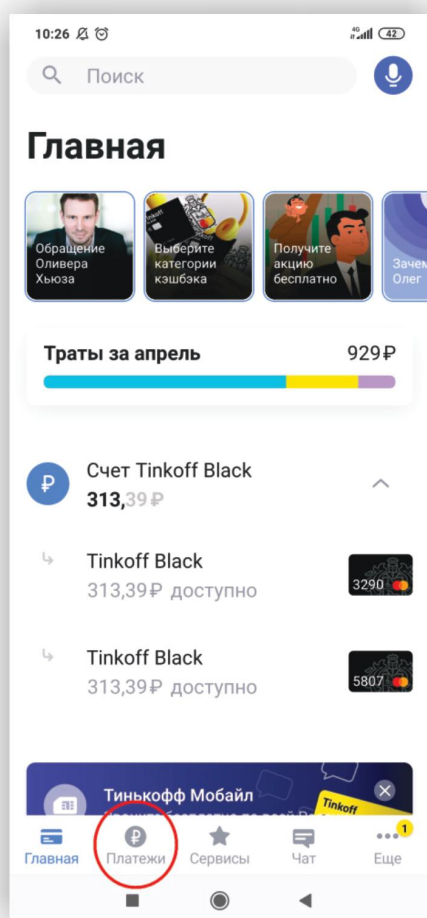 10:26
4G
42
Поиск
Главная
Обращение
Оливера
Хьюза
Выберите
категории
кэшбэка
Получите
акцию
бесплатно
Зачем
Олег
Траты за апрель 929 ₽
Счет Tinkoff Black
313,39 ₽
Tinkoff Black
313,39 ₽ доступно
3290
Tinkoff Black
313,39 ₽ доступно
5807
Тинькофф Мобайл
Tinkoff
1
Главная Платежи Сервисы Чат Еще